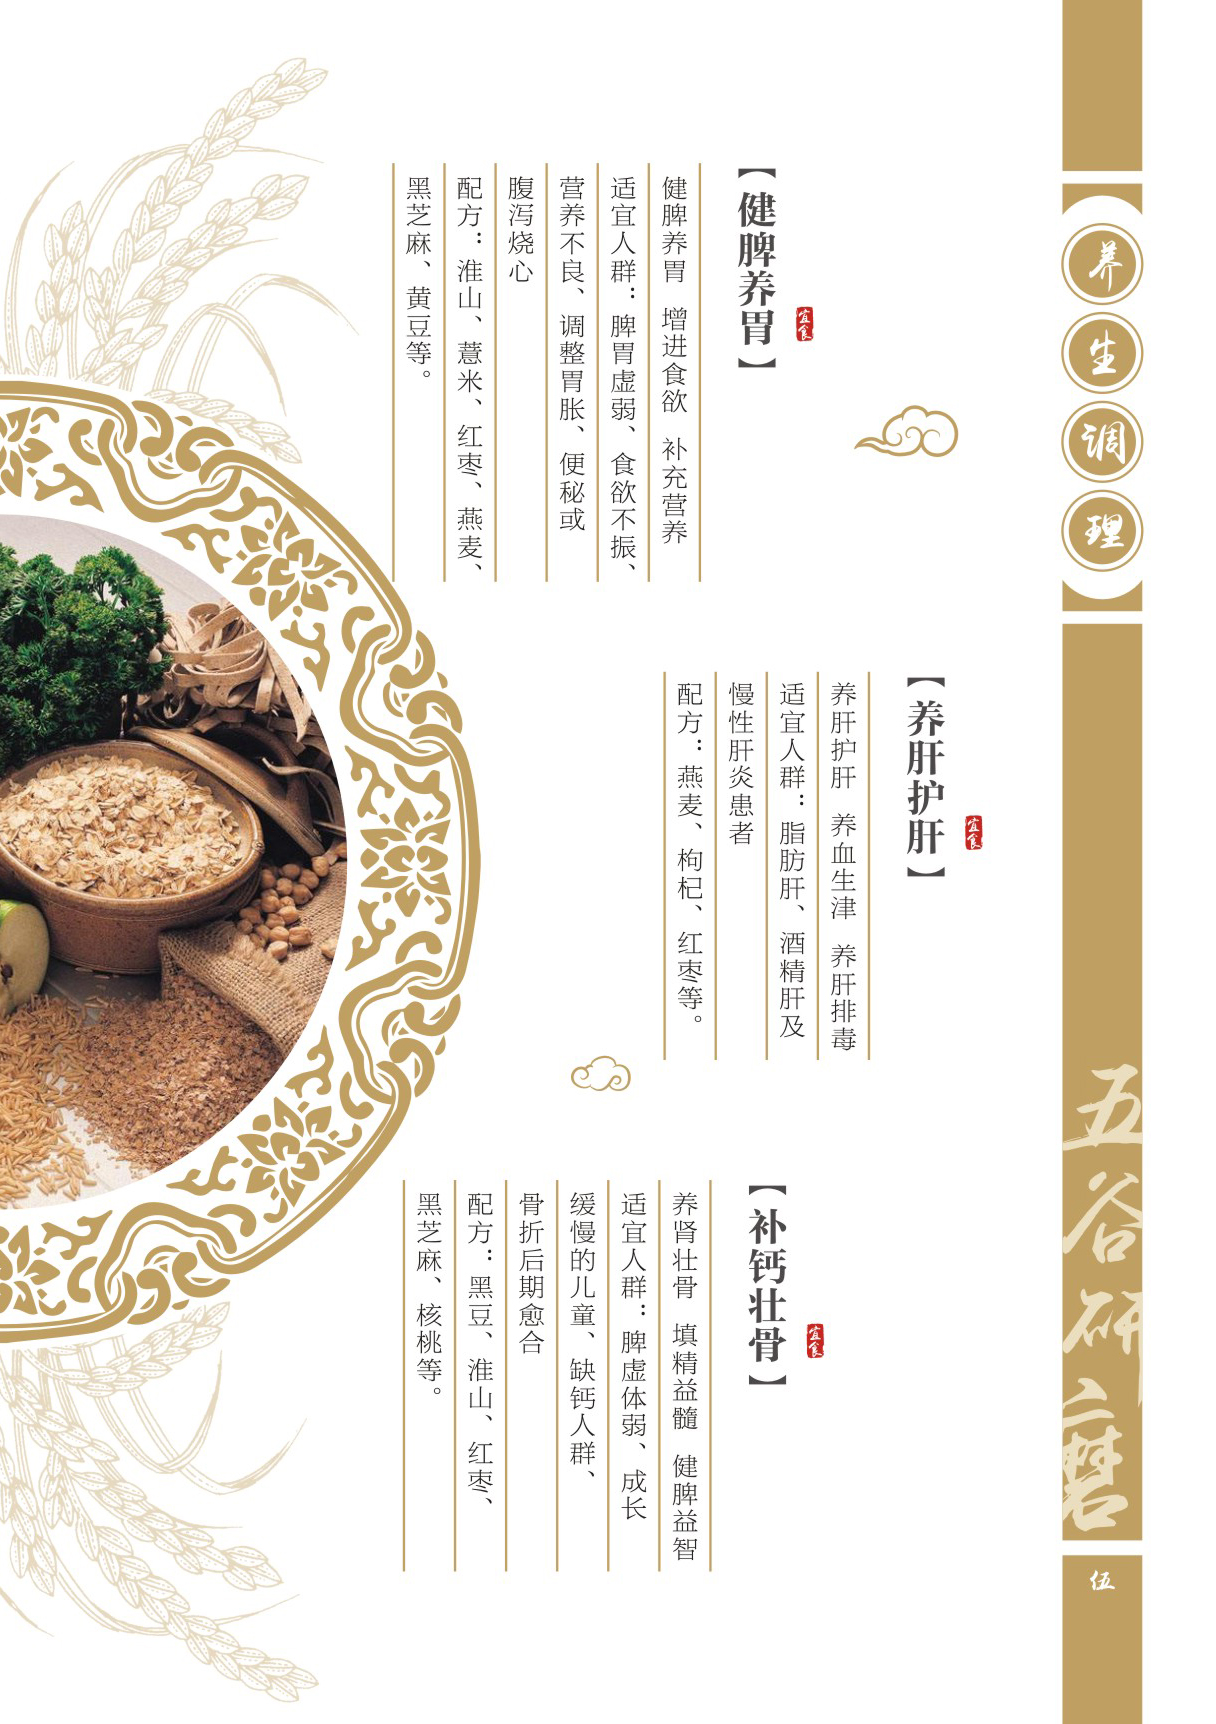 养生调理
五谷研磨
伍
【健脾养胃】
宜食
健脾养胃 增进食欲 补充营养
适宜人群：脾胃虚弱、食欲不振、
营养不良、调整胃胀、便秘或
腹泻烧心
配方：淮山、薏米、红枣、燕麦、
黑芝麻、黄豆等。
【养肝护肝】
宜食
养肝护肝 养血生津 养肝排毒
适宜人群：脂肪肝、酒精肝及
慢性肝炎患者
配方：燕麦、枸杞、红枣等。
【补钙壮骨】
宜食
养肾壮骨 填精益髓 健脾益智
适宜人群：脾虚体弱、成长
缓慢的儿童、缺钙人群、
骨折后期愈合
配方：黑豆、淮山、红枣、
黑芝麻、核桃等。